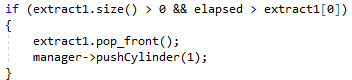 if (extract1.size() > 0 && elapsed > extract1[0])
{
    extract1.pop_front();
    manager->pushCylinder(1);
}